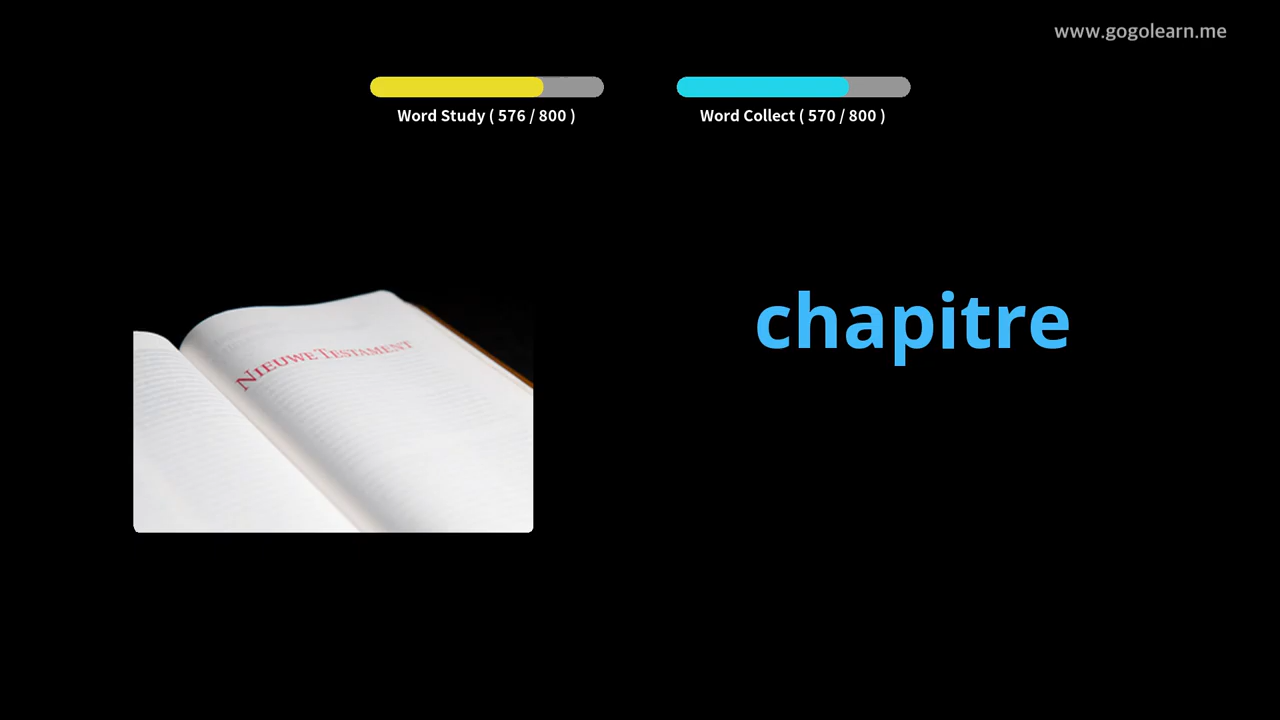 www.gogolearn.me
Word Study ( 576 / 800 )
Word Collect ( 570 / 800 )
NIEUWE TESTAMENT
chapitre